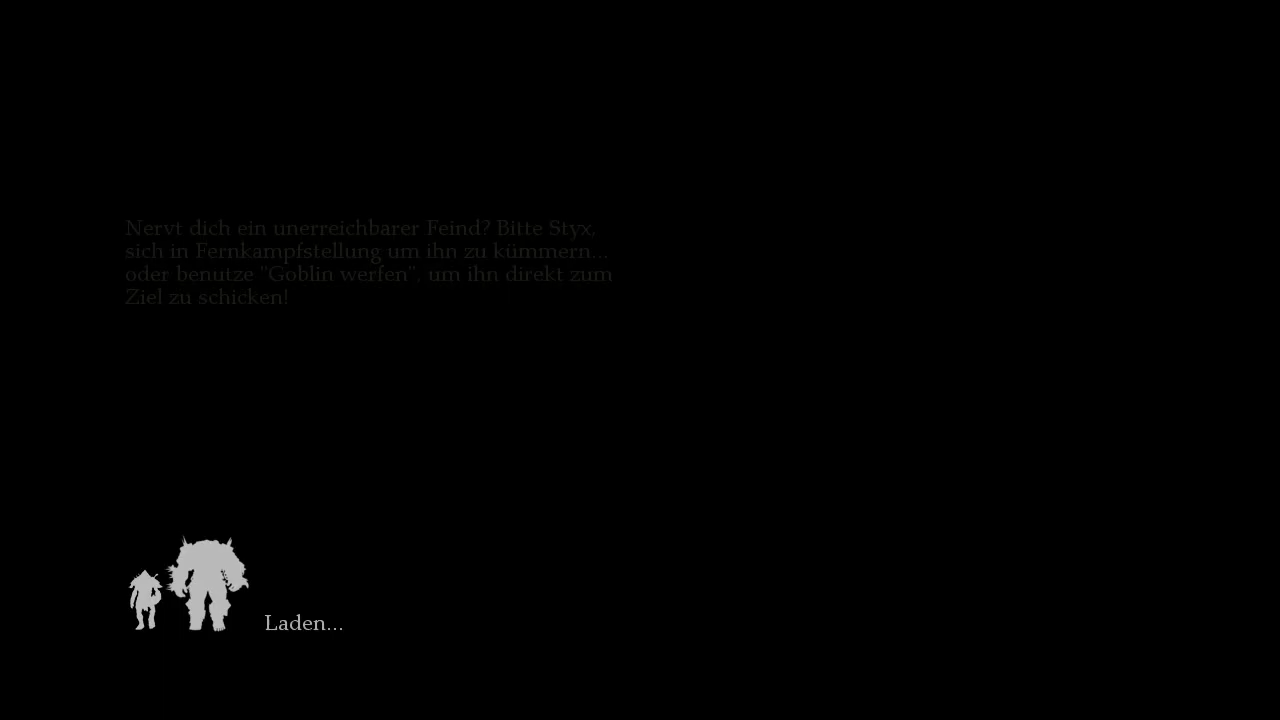 Nervt dich ein unerreichbarer Feind? Bitte Styx,
sich in Fernkampfstellung um ihn zu kümmern...
oder benutze "Goblin werfen", um ihn direkt zum
Ziel zu schicken!
Laden...